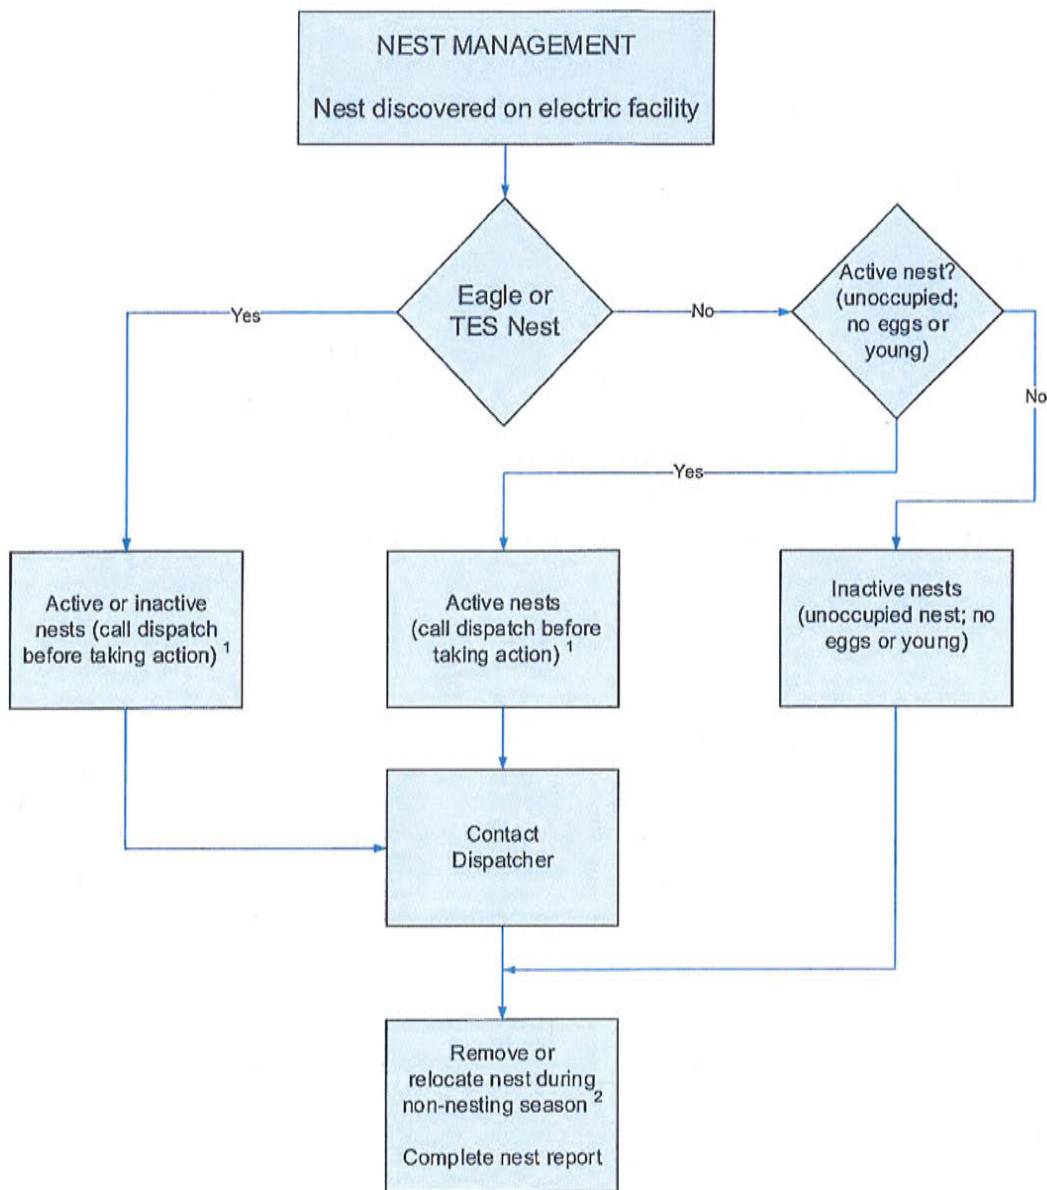 NEST MANAGEMENT
Nest discovered on electric facility
Eagle or
TES Nest
Yes
No
Active nest?
(unoccupied;
no eggs or
young)
No
Yes
Active or inactive
nests (call dispatch
before taking action) 1
Active nests
(call dispatch before
taking action) 1
Inactive nests
(unoccupied nest; no
eggs or young)
Contact
Dispatcher
Remove or
relocate nest during
non-nesting season 2
Complete nest report